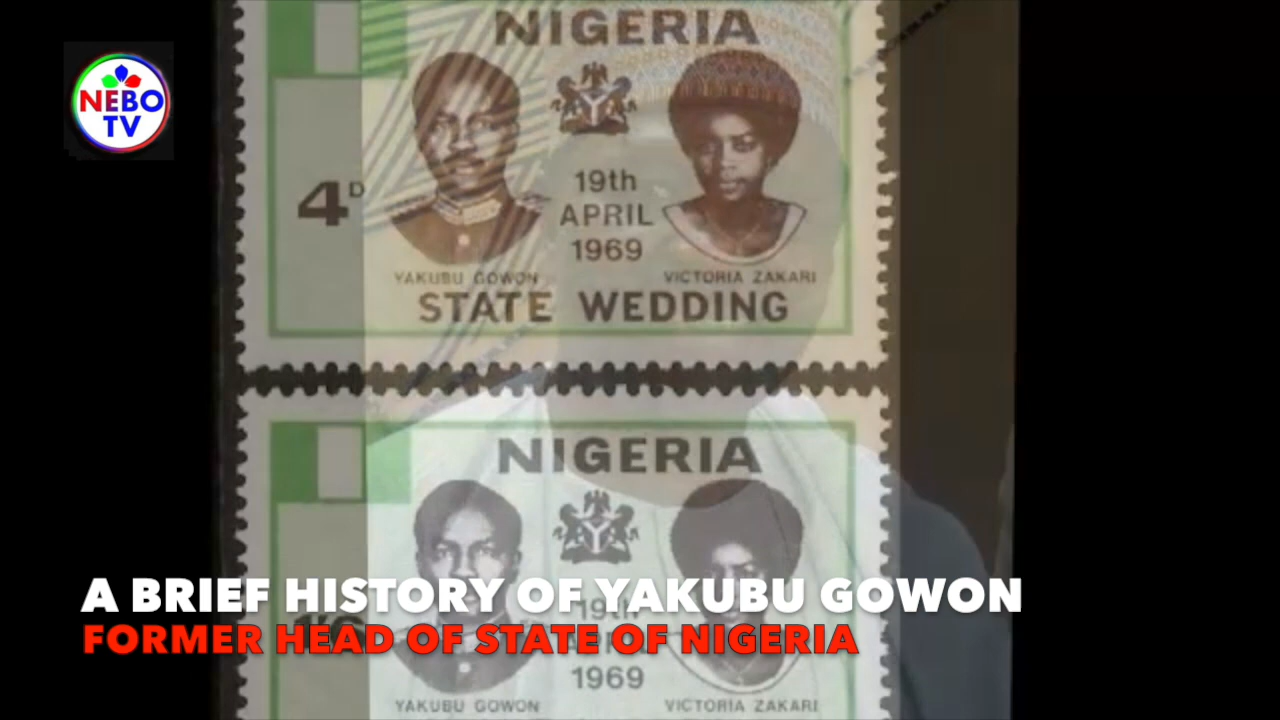 NEBO
TV
NIGERIA
4D
19th
APRIL
1969
YAKUBU GOWON
VICTORIA ZAKARI
STATE WEDDING
NIGERIA
19th
1969
YAKUBU GOWON
VICTORIA ZAKARI
A BRIEF HISTORY OF YAKUBU GOWON
FORMER HEAD OF STATE OF NIGERIA